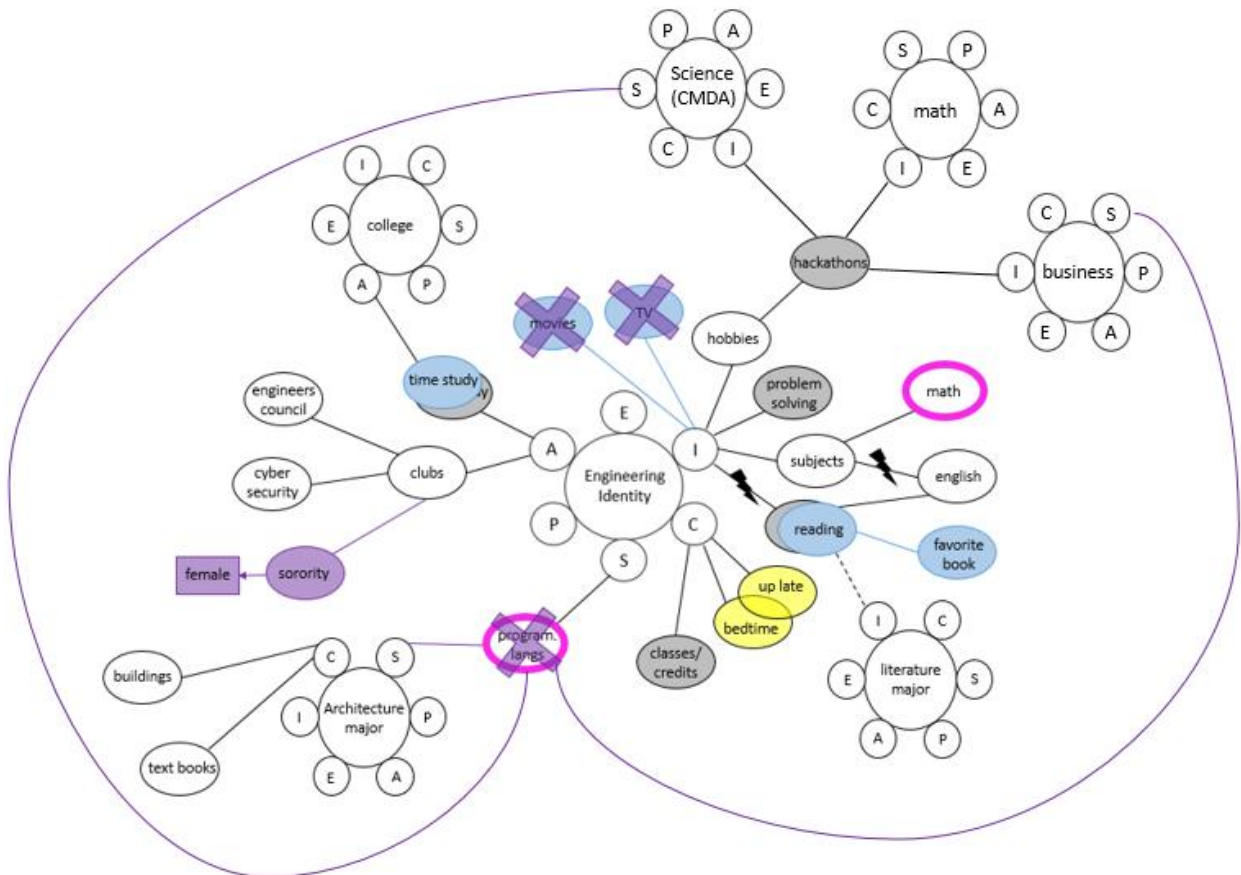 P
A
S
Science
(CMDA)
E
C
I
S
P
C
math
A
I
E
I
C
E
college
S
A
P
C
S
I
business
P
E
A
hackathons
movies
TV
hobbies
time study
y
engineers
council
problem
solving
math
E
A
I
clubs
subjects
cyber
security
english
Engineering
Identity
P
C
reading
S
favorite
book
female
sorority
up late
bedtime
program.
langs
classes/
credits
buildings
C
S
I
Architecture
major
P
text books
E
A
I
C
E
literature
major
S
A
P